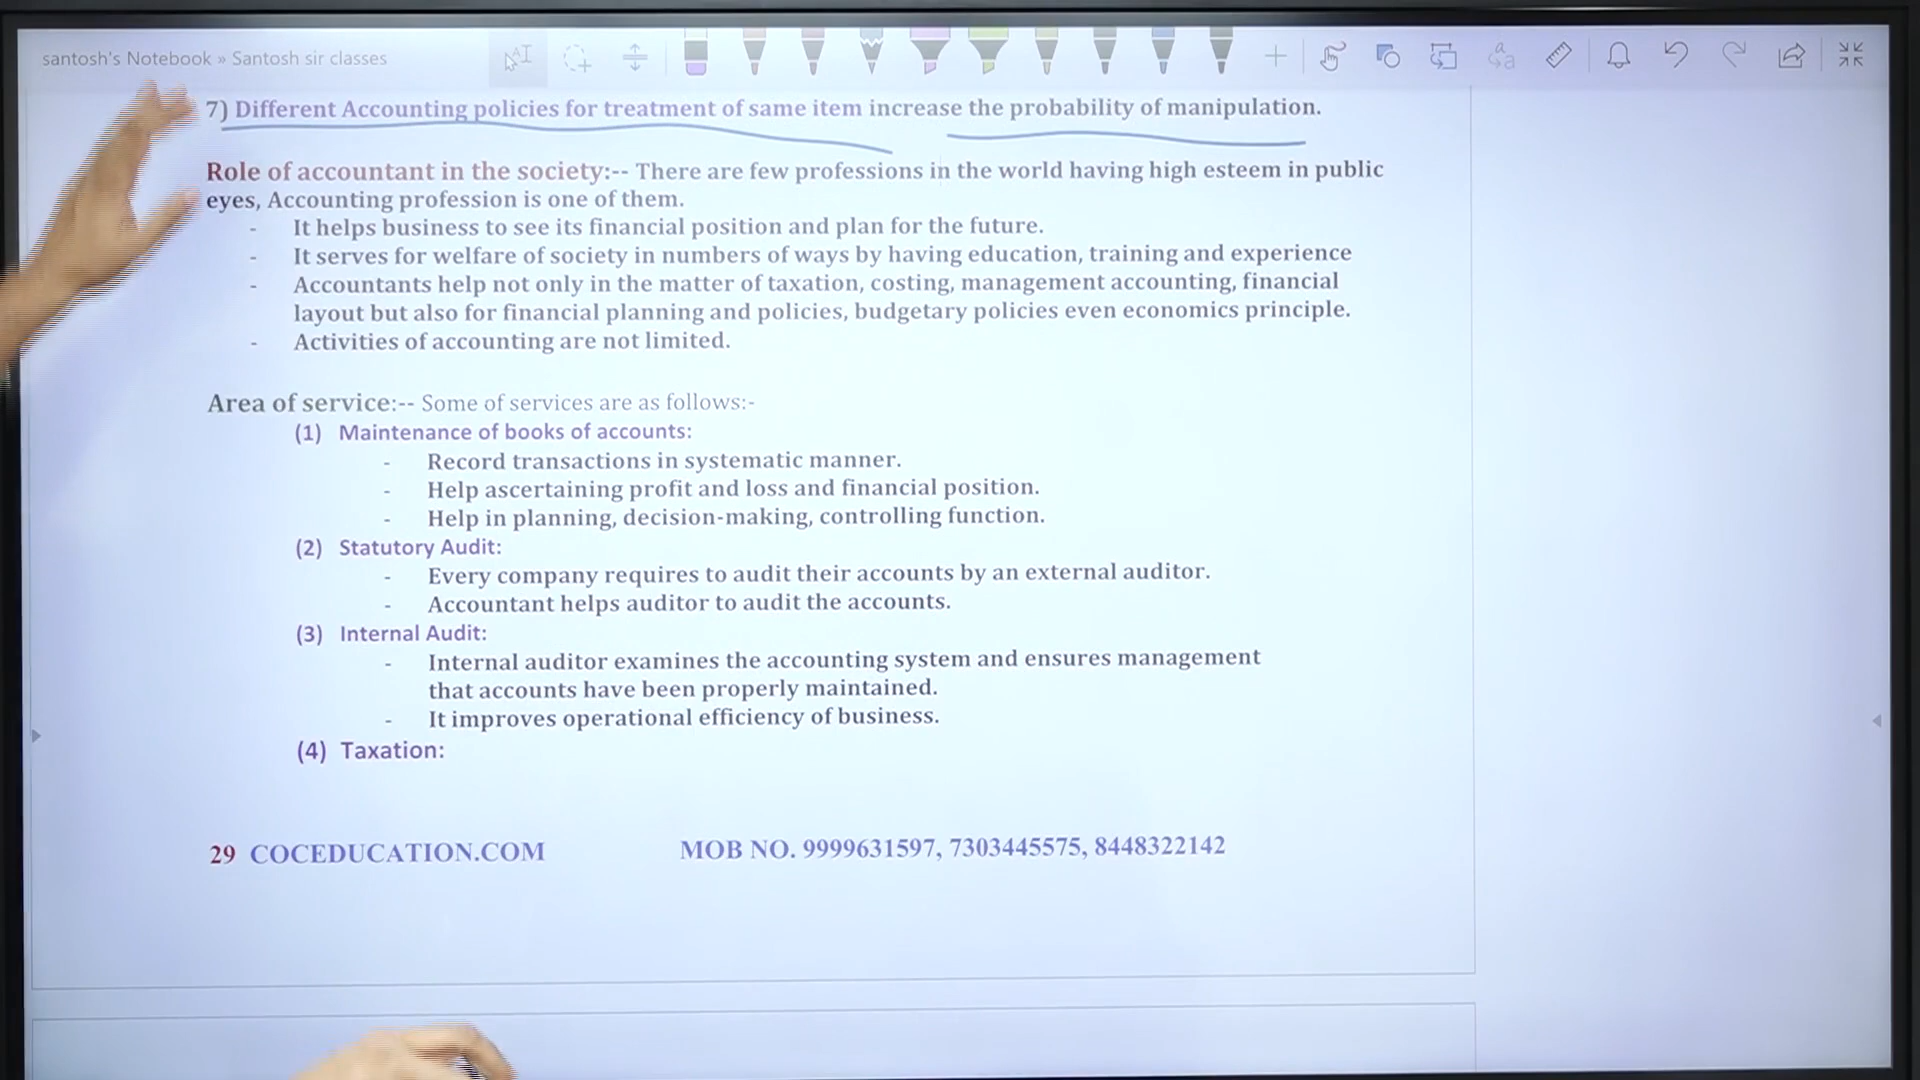 santosh's Notebook » Santosh sir classes
7) Different Accounting policies for treatment of same item increase the probability of manipulation.
Role of accountant in the society:-- There are few professions in the world having high esteem in public
eyes, Accounting profession is one of them.
- It helps business to see its financial position and plan for the future.
- It serves for welfare of society in numbers of ways by having education, training and experience
- Accountants help not only in the matter of taxation, costing, management accounting, financial
layout but also for financial planning and policies, budgetary policies even economics principle.
- Activities of accounting are not limited.
Area of service:-- Some of services are as follows:-
(1) Maintenance of books of accounts:
- Record transactions in systematic manner.
- Help ascertaining profit and loss and financial position.
- Help in planning, decision-making, controlling function.
(2) Statutory Audit:
- Every company requires to audit their accounts by an external auditor.
- Accountant helps auditor to audit the accounts.
(3) Internal Audit:
- Internal auditor examines the accounting system and ensures management
that accounts have been properly maintained.
- It improves operational efficiency of business.
(4) Taxation:
29 COCEDUCATION.COM MOB NO. 9999631597, 7303445575, 8448322142